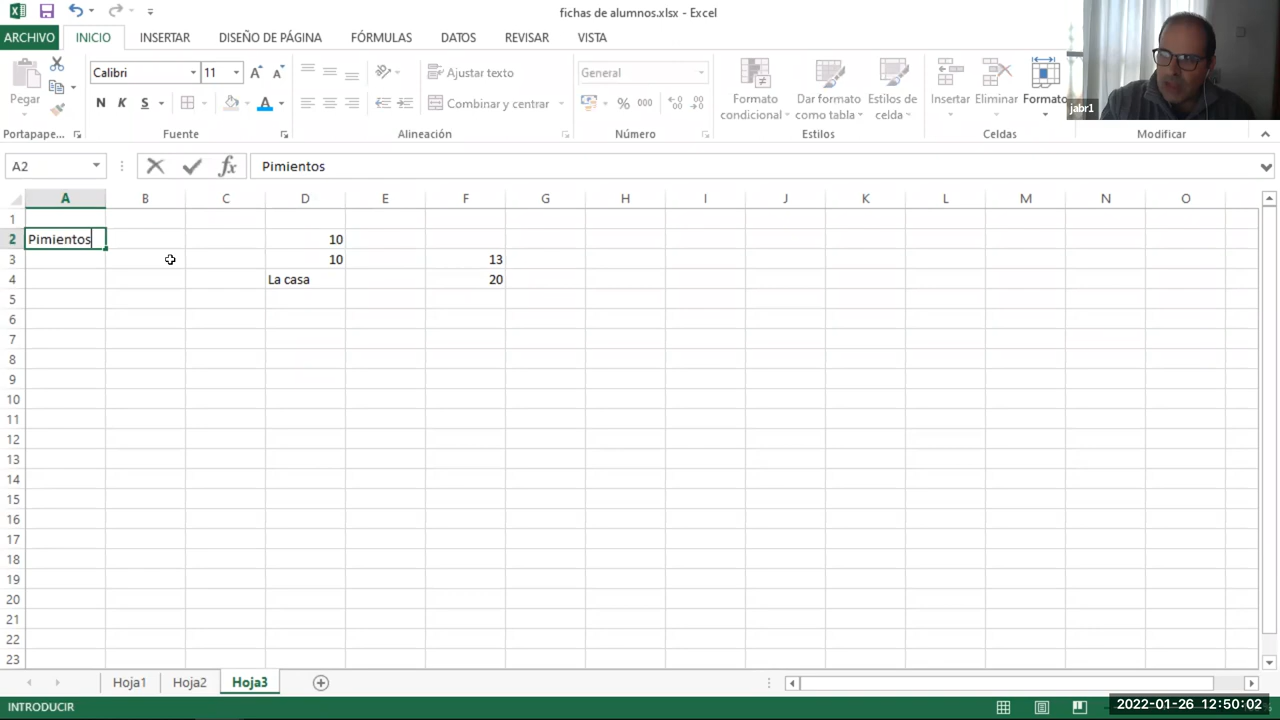 fichas de alumnos.xlsx - Excel
ARCHIVO INICIO INSERTAR DISEÑO DE PÁGINA FÓRMULAS DATOS REVISAR VISTA
Pegar
Calibri 11
N K S
Ajustar texto
Combinar y centrar
General
% 000
Formato condicional
Dar formato como tabla
Estilos de celda
Insertar
Eliminar
Formato
jabr1
Portapape... Fuente Alineación Número Estilos Celdas Modificar
A2 fx Pimientos
A B C D E F G H I J K L M N O
1
2 Pimientos 10
3 10 13
4 La casa 20
5
6
7
8
9
10
11
12
13
14
15
16
17
18
19
20
21
22
23
Hoja1 Hoja2 Hoja3
INTRODUCIR
2022-01-26 12:50:02